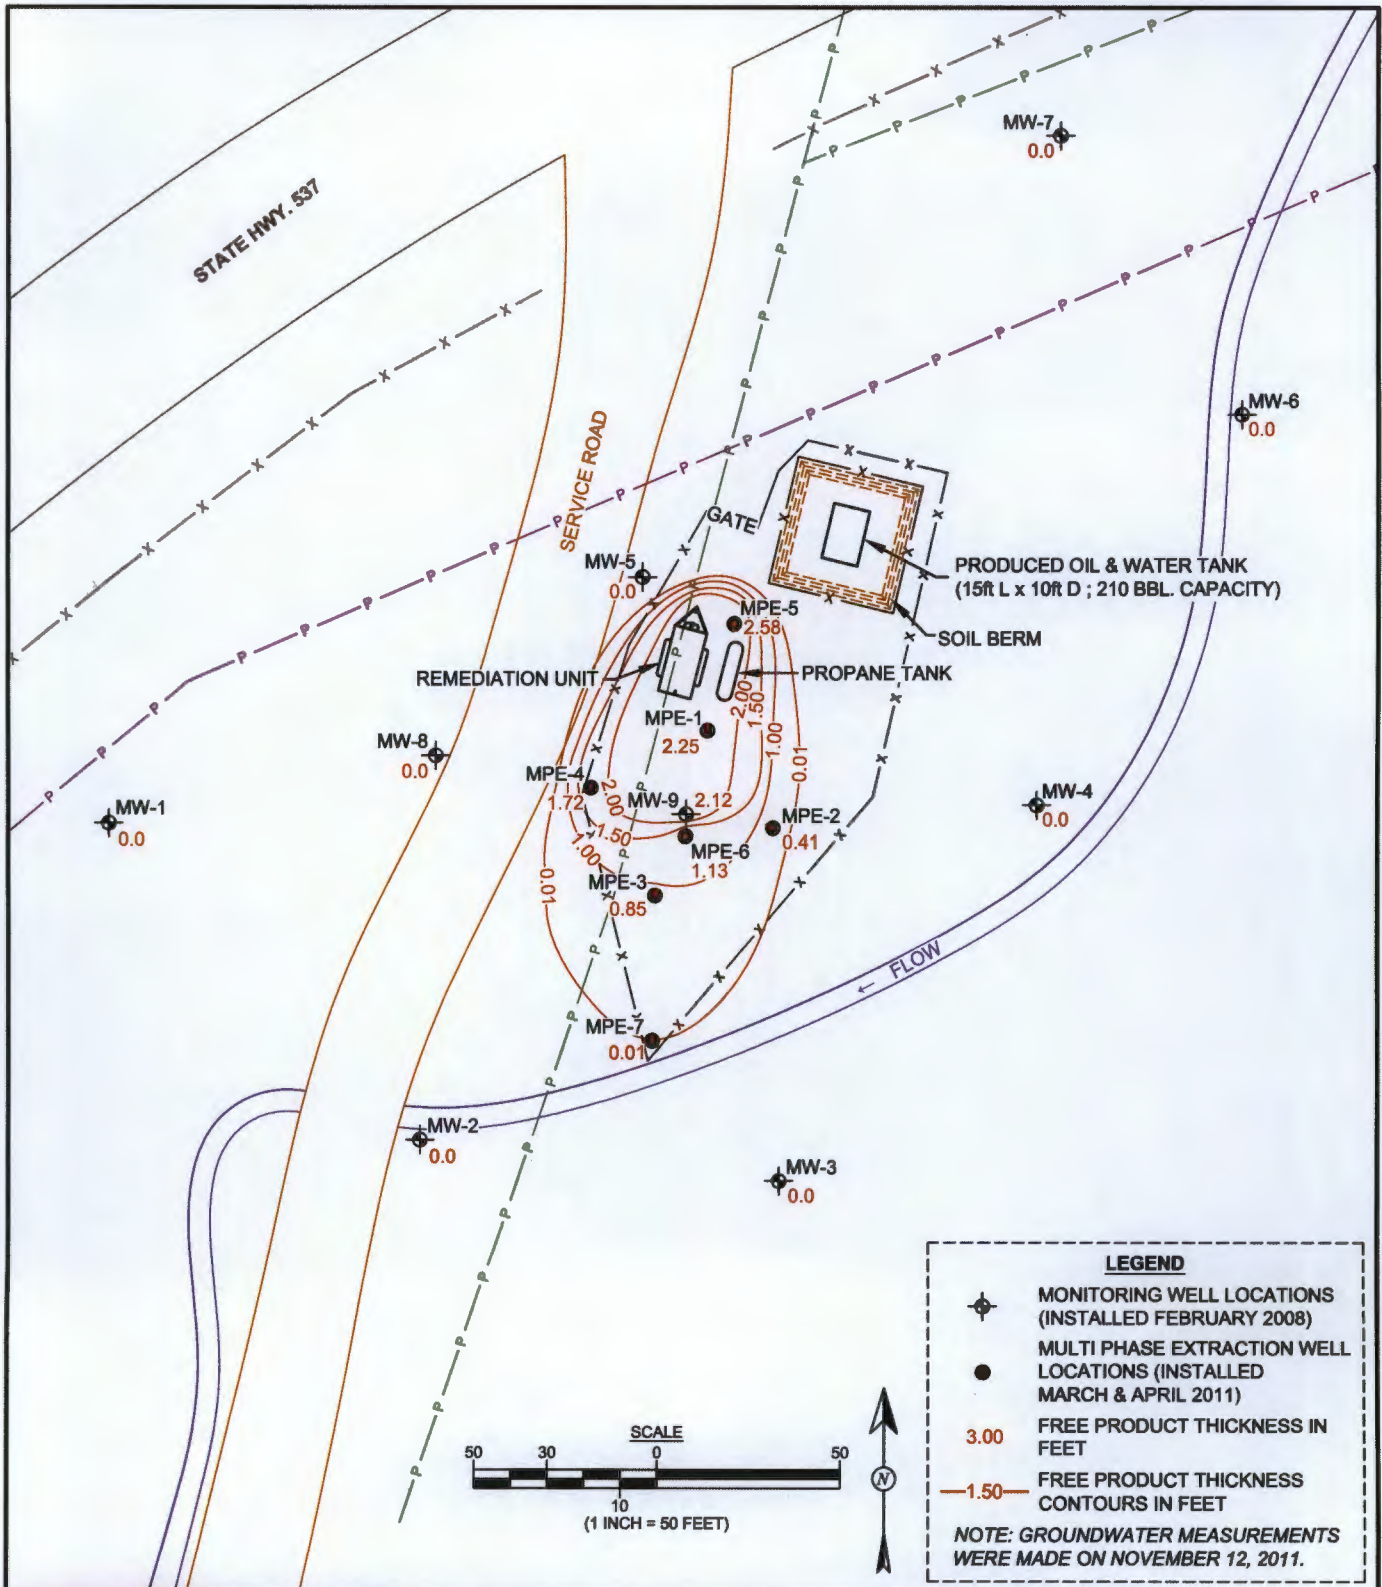 MW-7
0.0
STATE HWY. 537
MW-6
0.0
SERVICE ROAD
GATE
PRODUCED OIL & WATER TANK
(15ft L x 10ft D ; 210 BBL. CAPACITY)
SOIL BERM
MW-5
0.0
MPE-5
2.58
REMEDIATION UNIT
PROPANE TANK
2.00
1.50
1.00
0.01
MPE-1
2.25
MW-8
0.0
MPE-4
1.72
MW-1
0.0
MW-9
2.12
2.00
1.50
1.00
0.01
MPE-2
0.41
MPE-6
1.13
MW-4
0.0
MPE-3
0.85
← FLOW
MPE-7
0.01
MW-2
0.0
MW-3
0.0
LEGEND
MONITORING WELL LOCATIONS
(INSTALLED FEBRUARY 2008)
MULTI PHASE EXTRACTION WELL
LOCATIONS (INSTALLED
MARCH & APRIL 2011)
3.00 FREE PRODUCT THICKNESS IN
FEET
1.50 FREE PRODUCT THICKNESS
CONTOURS IN FEET
NOTE: GROUNDWATER MEASUREMENTS
WERE MADE ON NOVEMBER 12, 2011.
SCALE
50 30 0 50
10
(1 INCH = 50 FEET)
N